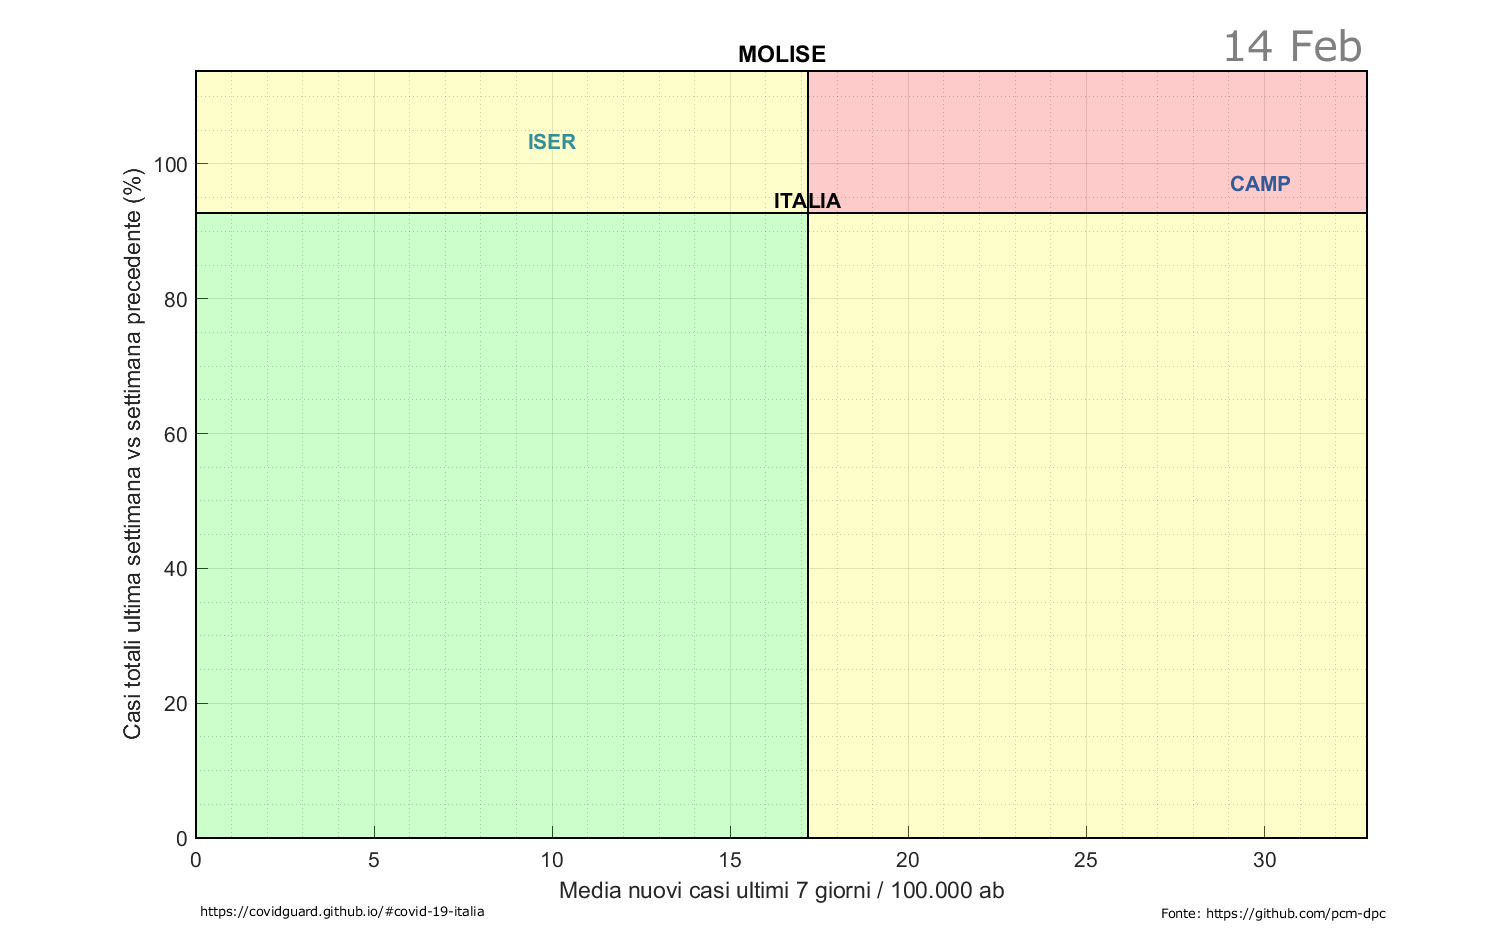 14 Feb
MOLISE
ISER
100
CAMP
ITALIA
80
60
40
20
0
Casi totali ultima settimana vs settimana precedente (%)
0 5 10 15 20 25 30
Media nuovi casi ultimi 7 giorni / 100.000 ab
https://covidguard.github.io/#covid-19-italia
Fonte: https://github.com/pcm-dpc